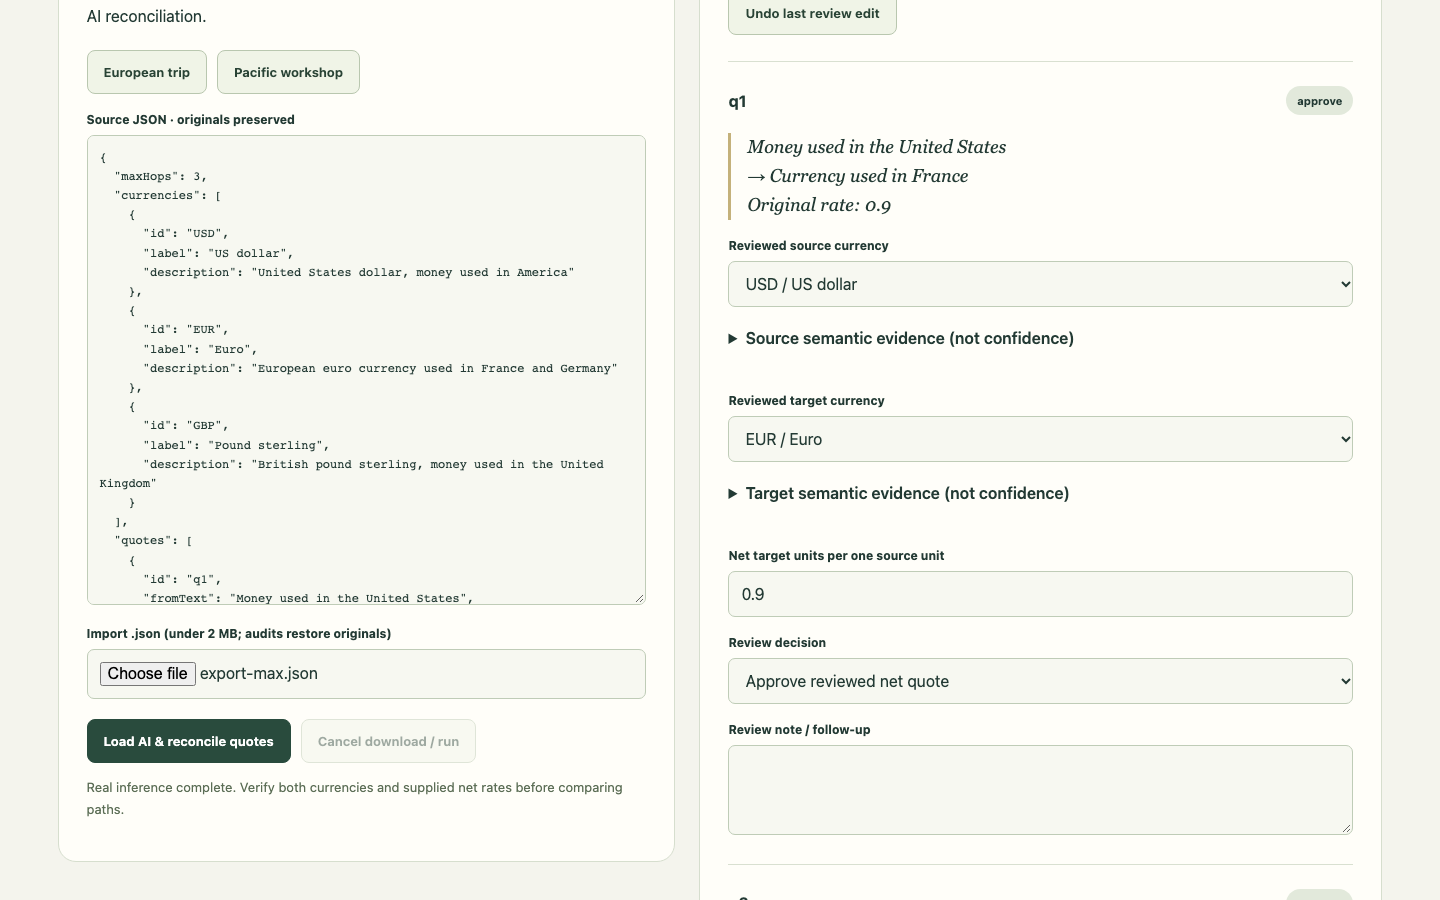 AI reconciliation.
European trip
Pacific workshop
Source JSON · originals preserved
{
  "maxHops": 3,
  "currencies": [
    {
      "id": "USD",
      "label": "US dollar",
      "description": "United States dollar, money used in America"
    },
    {
      "id": "EUR",
      "label": "Euro",
      "description": "European euro currency used in France and Germany"
    },
    {
      "id": "GBP",
      "label": "Pound sterling",
      "description": "British pound sterling, money used in the United
Kingdom"
    }
  ],
  "quotes": [
    {
      "id": "q1",
      "fromText": "Money used in the United States",
Import .json (under 2 MB; audits restore originals)
Choose file export-max.json
Load AI & reconcile quotes
Cancel download / run
Real inference complete. Verify both currencies and supplied net rates before comparing
paths.
Undo last review edit
q1
approve
Money used in the United States
→ Currency used in France
Original rate: 0.9
Reviewed source currency
USD / US dollar
▶ Source semantic evidence (not confidence)
Reviewed target currency
EUR / Euro
▶ Target semantic evidence (not confidence)
Net target units per one source unit
0.9
Review decision
Approve reviewed net quote
Review note / follow-up